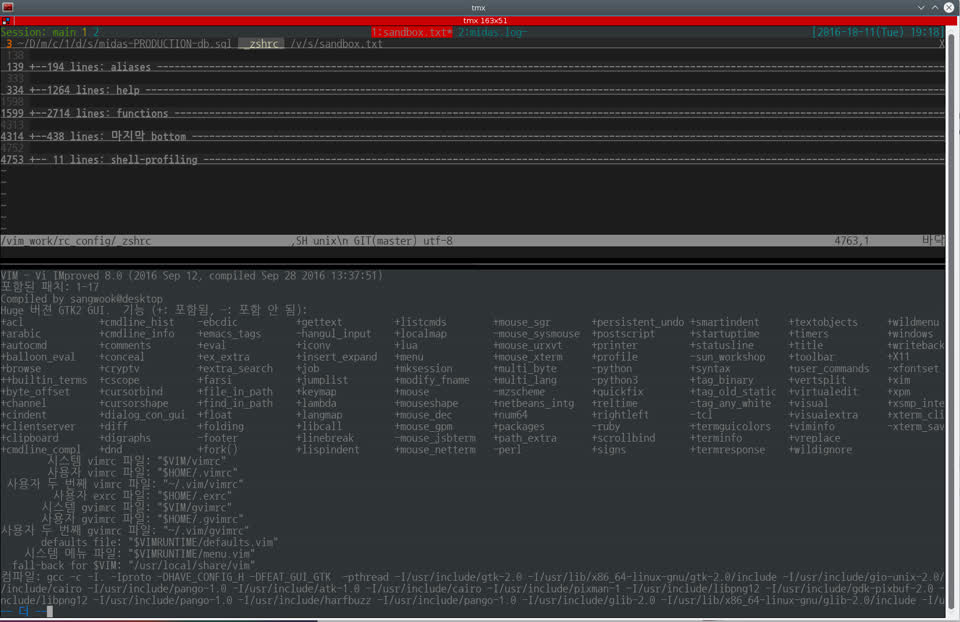 tmx
tmx 163x51
Session: main 1 2 1:sandbox.txt* 2:midas.log- [2016-10-11(Tue) 19:18]
3 ~/D/m/c/1/d/s/midas-PRODUCTION-db.sql _zshrc /v/s/sandbox.txt X
138
139 +--194 lines: aliases
333
334 +--1264 lines: help
1598
1599 +--2714 lines: functions
4313
4314 +--438 lines: 마지막 bottom
4752
4753 +-- 11 lines: shell-profiling
~
~
~
~
~
~
/vim_work/rc_config/_zshrc ,SH unix\n GIT(master) utf-8 4763,1 바닥
VIM - Vi IMproved 8.0 (2016 Sep 12, compiled Sep 28 2016 13:37:51)
포함된 패치: 1-17
Compiled by sangwook@desktop
Huge 버전 GTK2 GUI. 기능 (+: 포함됨, -: 포함 안 됨):
+acl +cmdline_hist -ebcdic +gettext +listcmds +mouse_sgr +persistent_undo +smartindent +textobjects +wildmenu
+arabic +cmdline_info +emacs_tags -hangul_input +localmap -mouse_sysmouse +postscript +startuptime +timers +windows
+autocmd +comments +eval +iconv +lua +mouse_urxvt +printer +statusline +title +writeback
+balloon_eval +conceal +ex_extra +insert_expand +menu +mouse_xterm +profile -sun_workshop +toolbar +X11
+browse +cryptv +extra_search +job +mksession +multi_byte -python +syntax +user_commands -xfontset
++builtin_terms +cscope +farsi +jumplist +modify_fname +multi_lang -python3 +tag_binary +vertsplit +xim
+byte_offset +cursorbind +file_in_path +keymap +mouse -mzscheme +quickfix +tag_old_static +virtualedit +xpm
+channel +cursorshape +find_in_path +lambda +mouseshape +netbeans_intg +reltime -tag_any_white +visual +xsmp_inte
+cindent +dialog_con_gui +float +langmap +mouse_dec +num64 +rightleft -tcl +visualextra +xterm_cli
+clientserver +diff +folding +libcall +mouse_gpm +packages -ruby +termguicolors +viminfo -xterm_sav
+clipboard +digraphs -footer +linebreak -mouse_jsbterm +path_extra +scrollbind +terminfo +vreplace
+cmdline_compl +dnd +fork() +lispindent +mouse_netterm -perl +signs +termresponse +wildignore
시스템 vimrc 파일: "$VIM/vimrc"
사용자 vimrc 파일: "$HOME/.vimrc"
사용자 두 번째 vimrc 파일: "~/.vim/vimrc"
사용자 exrc 파일: "$HOME/.exrc"
시스템 gvimrc 파일: "$VIM/gvimrc"
사용자 gvimrc 파일: "$HOME/.gvimrc"
사용자 두 번째 gvimrc 파일: "~/.vim/gvimrc"
defaults file: "$VIMRUNTIME/defaults.vim"
시스템 메뉴 파일: "$VIMRUNTIME/menu.vim"
fall-back for $VIM: "/usr/local/share/vim"
컴파일: gcc -c -I. -Iproto -DHAVE_CONFIG_H -DFEAT_GUI_GTK -pthread -I/usr/include/gtk-2.0 -I/usr/lib/x86_64-linux-gnu/gtk-2.0/include -I/usr/include/gio-unix-2.0/
/include/cairo -I/usr/include/pango-1.0 -I/usr/include/atk-1.0 -I/usr/include/cairo -I/usr/include/pixman-1 -I/usr/include/libpng12 -I/usr/include/gdk-pixbuf-2.0 -
include/libpng12 -I/usr/include/pango-1.0 -I/usr/include/harfbuzz -I/usr/include/pango-1.0 -I/usr/include/glib-2.0 -I/usr/lib/x86_64-linux-gnu/glib-2.0/include -I/u
-- 더 --